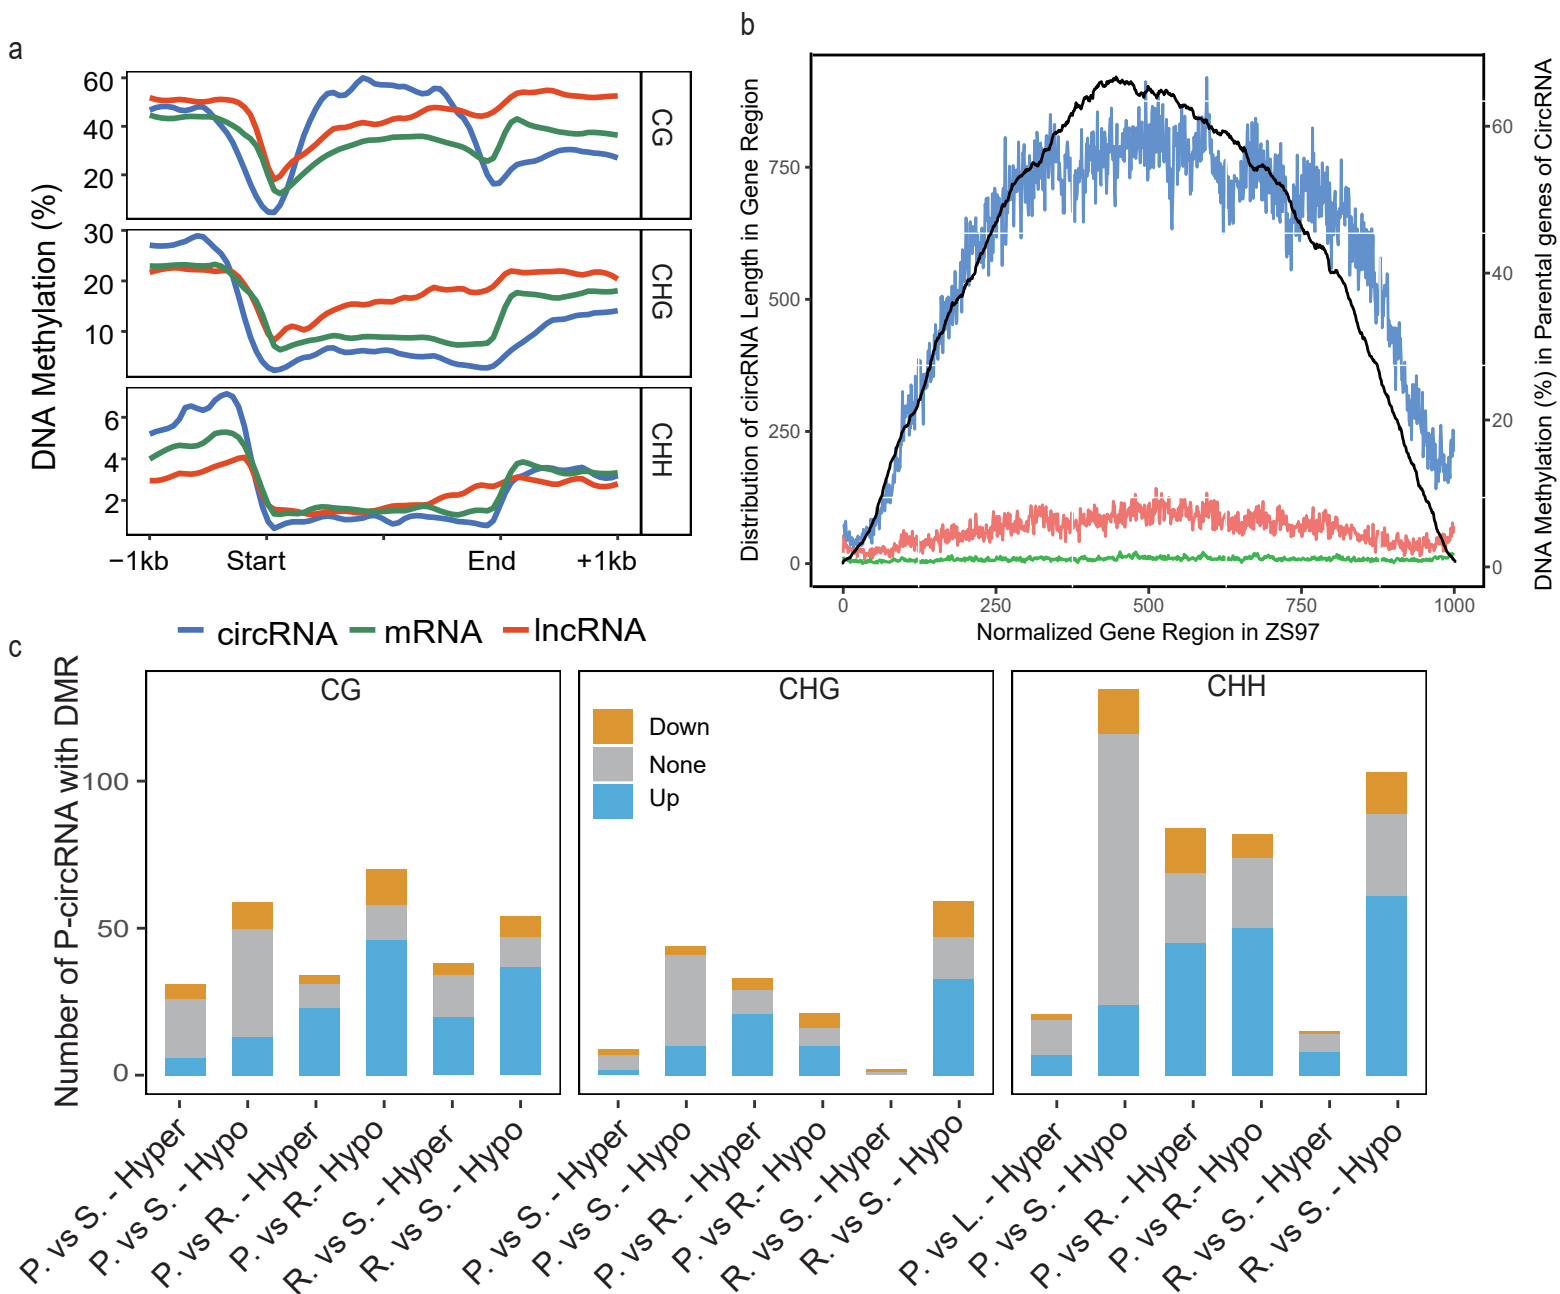 a
DNA Methylation (%)
60
40
20
CG
30
20
10
CHG
6
4
2
CHH
−1kb Start End +1kb
circRNA mRNA lncRNA
b
Distribution of circRNA Length in Gene Region
750
500
250
0
DNA Methylation (%) in Parental genes of CircRNA
60
40
20
0
0 250 500 750 1000
Normalized Gene Region in ZS97
c
Number of P-circRNA with DMR
100
50
0
CG
CHG
CHH
Down
None
Up
P. vs S. - Hyper
P. vs S. - Hypo
P. vs R. - Hyper
P. vs R.- Hypo
R. vs S. - Hyper
R. vs S. - Hypo
P. vs S. - Hyper
P. vs S. - Hypo
P. vs R. - Hyper
P. vs R.- Hypo
R. vs S. - Hyper
R. vs S. - Hypo
P. vs L. - Hyper
P. vs S. - Hypo
P. vs R. - Hyper
P. vs R.- Hypo
R. vs S. - Hyper
R. vs S. - Hypo